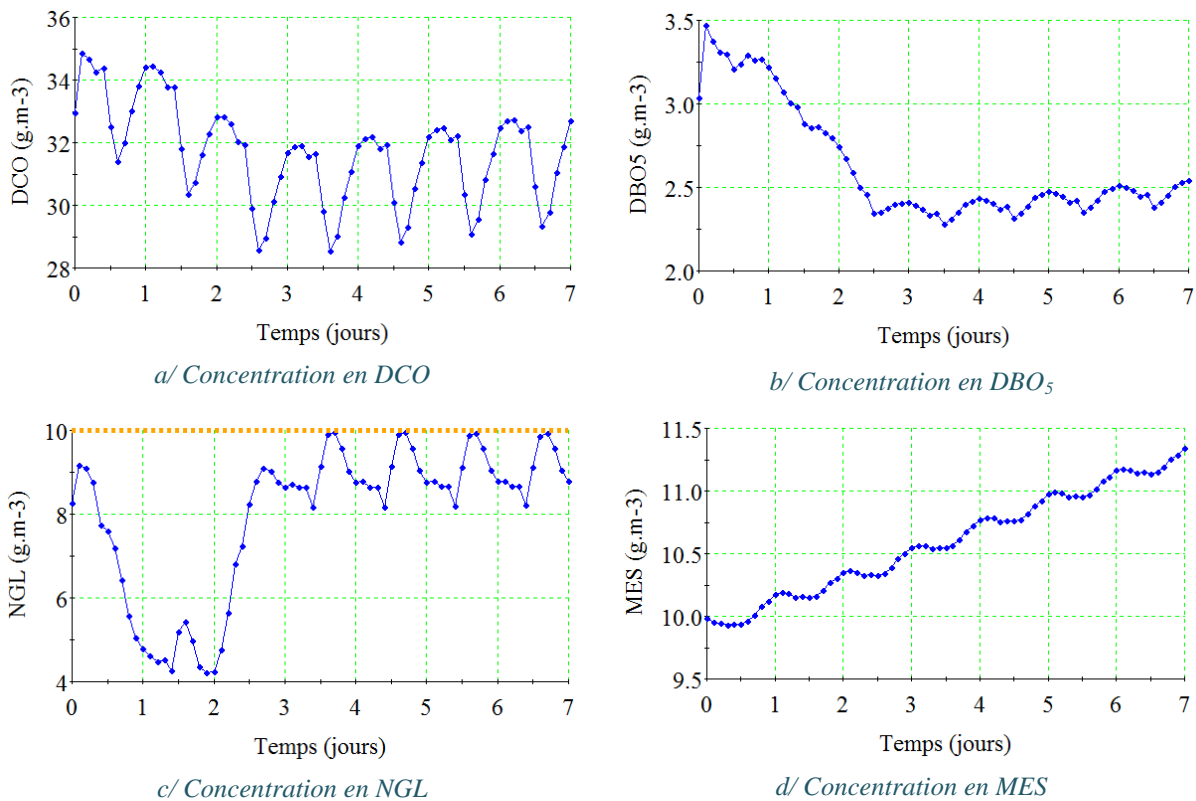 DCO (g.m-3)
36
34
32
30
28
0 1 2 3 4 5 6 7
Temps (jours)
a/ Concentration en DCO
DBO5 (g.m-3)
3.5
3.0
2.5
2.0
0 1 2 3 4 5 6 7
Temps (jours)
b/ Concentration en DBO₅
NGL (g.m-3)
10
8
6
4
0 1 2 3 4 5 6 7
Temps (jours)
c/ Concentration en NGL
MES (g.m-3)
11.5
11.0
10.5
10.0
9.5
0 1 2 3 4 5 6 7
Temps (jours)
d/ Concentration en MES